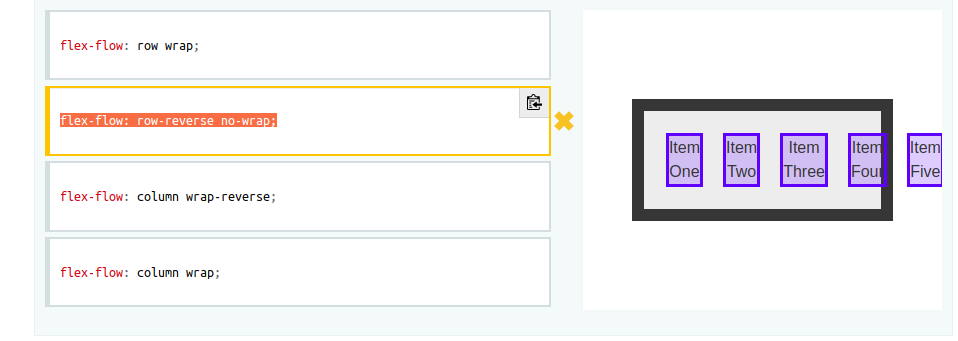 flex-flow: row wrap;
flex-flow: row-reverse no-wrap;
flex-flow: column wrap-reverse;
flex-flow: column wrap;
Item One
Item Two
Item Three
Item Four
Item Five